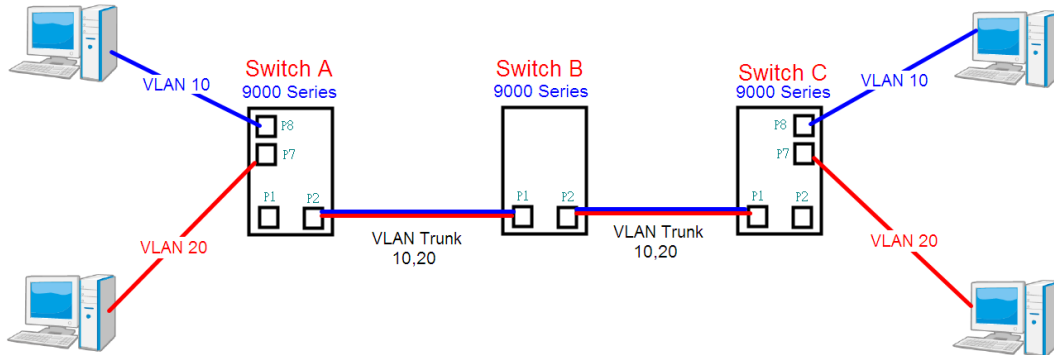 Switch A
9000 Series
Switch B
9000 Series
Switch C
9000 Series
VLAN 10
VLAN 10
P8
P7
P1
P2
P1
P2
P8
P7
P1
P2
VLAN Trunk
10,20
VLAN Trunk
10,20
VLAN 20
VLAN 20